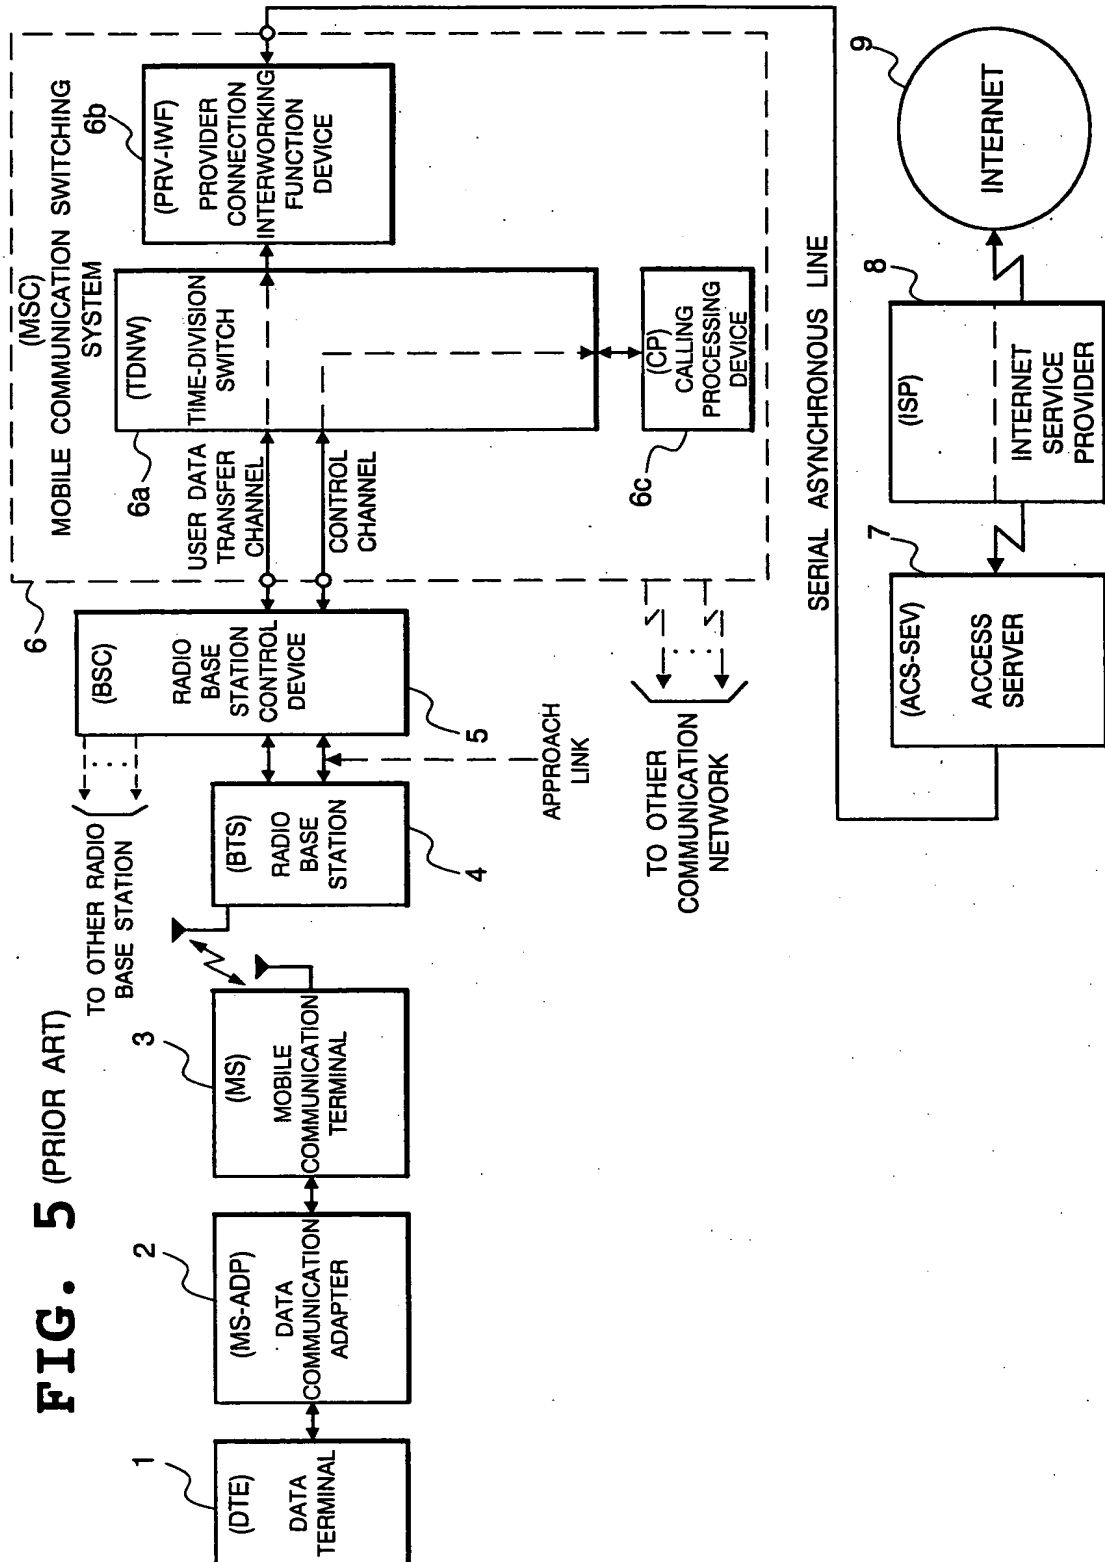 FIG. 5 (PRIOR ART)
1
(DTE)
DATA
TERMINAL
2
(MS-ADP)
DATA
COMMUNICATION
ADAPTER
3
(MS)
MOBILE
COMMUNICATION
TERMINAL
TO OTHER RADIO
BASE STATION
(BTS)
RADIO
BASE
STATION
4
APPROACH
LINK
(BSC)
RADIO
BASE
STATION
CONTROL
DEVICE
5
6
(MSC)
MOBILE COMMUNICATION SWITCHING
SYSTEM
USER DATA
TRANSFER
CHANNEL
CONTROL
CHANNEL
6a
(TDNW)
TIME-DIVISION
SWITCH
6b
(PRV-IWF)
PROVIDER
CONNECTION
INTERWORKING
FUNCTION
DEVICE
6c
(CP)
CALLING
PROCESSING
DEVICE
TO OTHER
COMMUNICATION
NETWORK
SERIAL ASYNCHRONOUS LINE
7
(ACS-SEV)
ACCESS
SERVER
8
(ISP)
INTERNET
SERVICE
PROVIDER
9
INTERNET